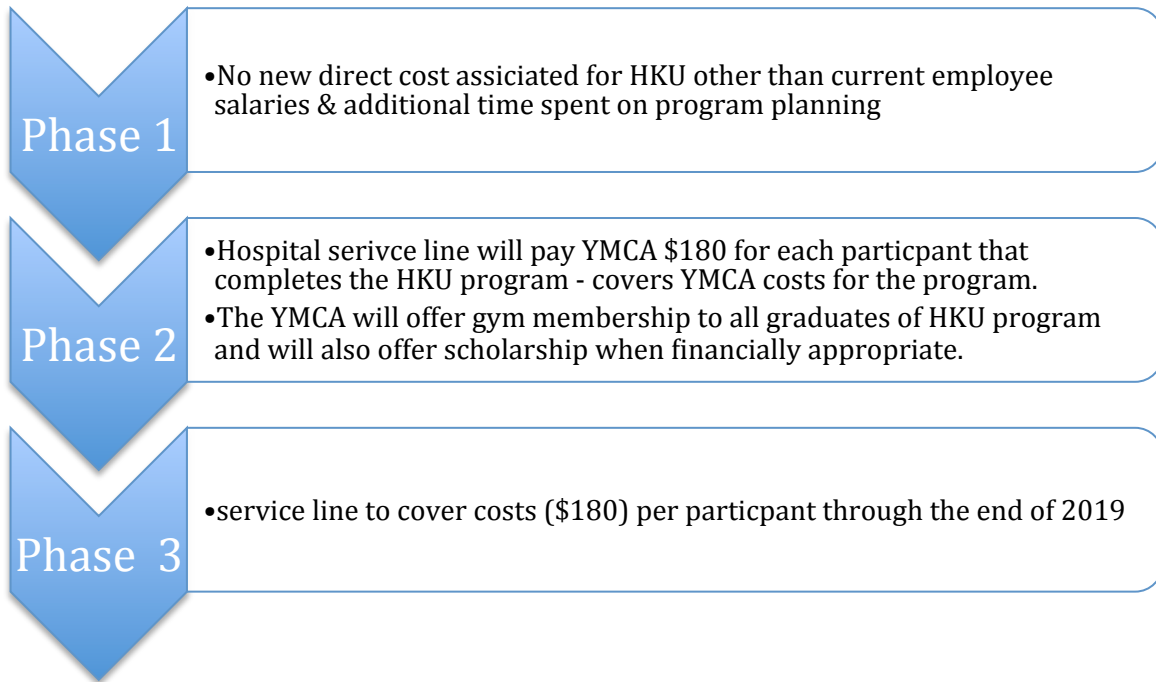 Phase 1
•No new direct cost assiciated for HKU other than current employee
salaries & additional time spent on program planning
Phase 2
•Hospital serivce line will pay YMCA $180 for each particpant that
completes the HKU program - covers YMCA costs for the program.
•The YMCA will offer gym membership to all graduates of HKU program
and will also offer scholarship when financially appropriate.
Phase 3
•service line to cover costs ($180) per particpant through the end of 2019